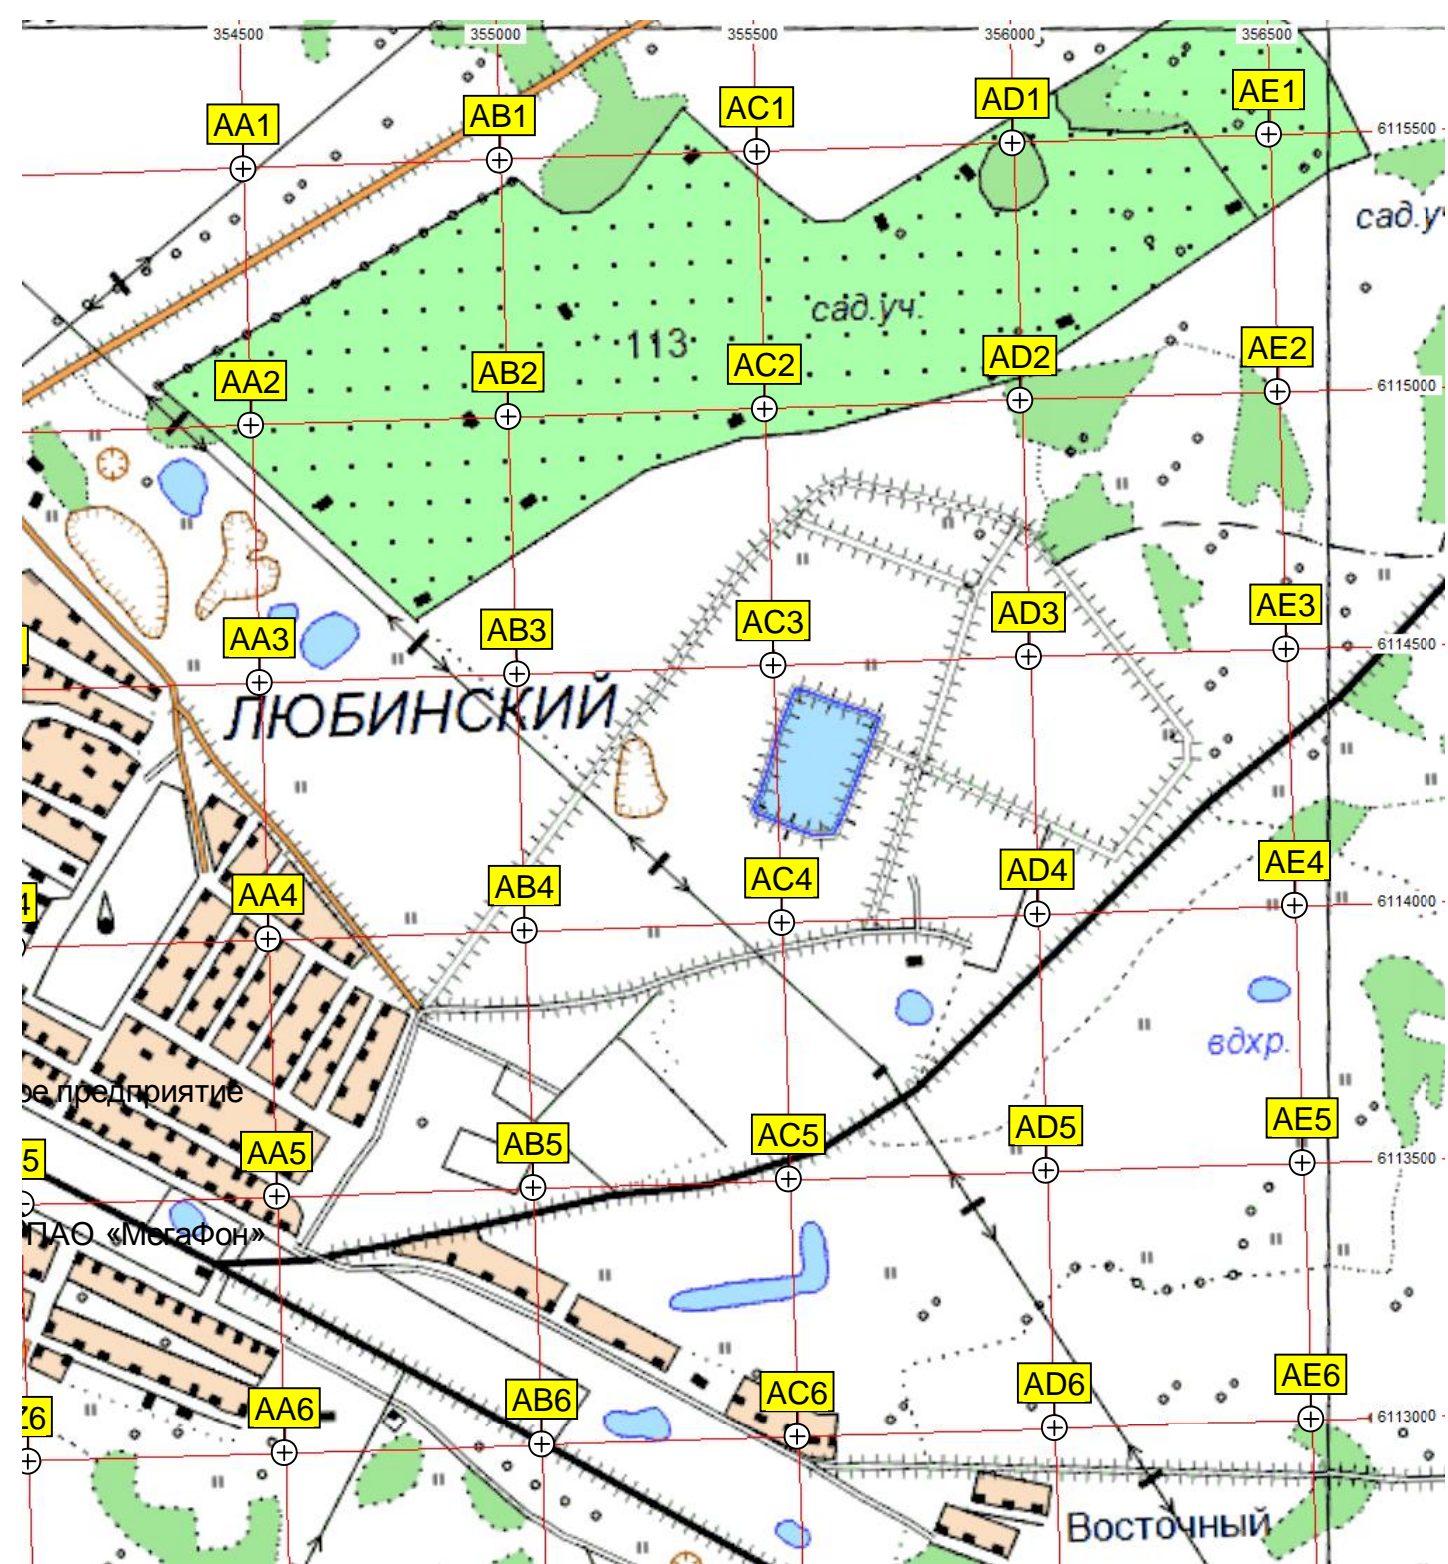 354500 355000 355500 356000 356500
AA1 AB1 AC1 AD1 AE1
6115500
сад.уч
сад.уч.
113
AA2 AB2 AC2 AD2 AE2
6115000
AA3 AB3 AC3 AD3 AE3
6114500
ЛЮБИНСКИЙ
AA4 AB4 AC4 AD4 AE4
6114000
4
вдхр.
ое предприятие
AA5 AB5 AC5 AD5 AE5
6113500
5
ПАО «МегаФон»
AA6 AB6 AC6 AD6 AE6
6113000
Z6
Восточный